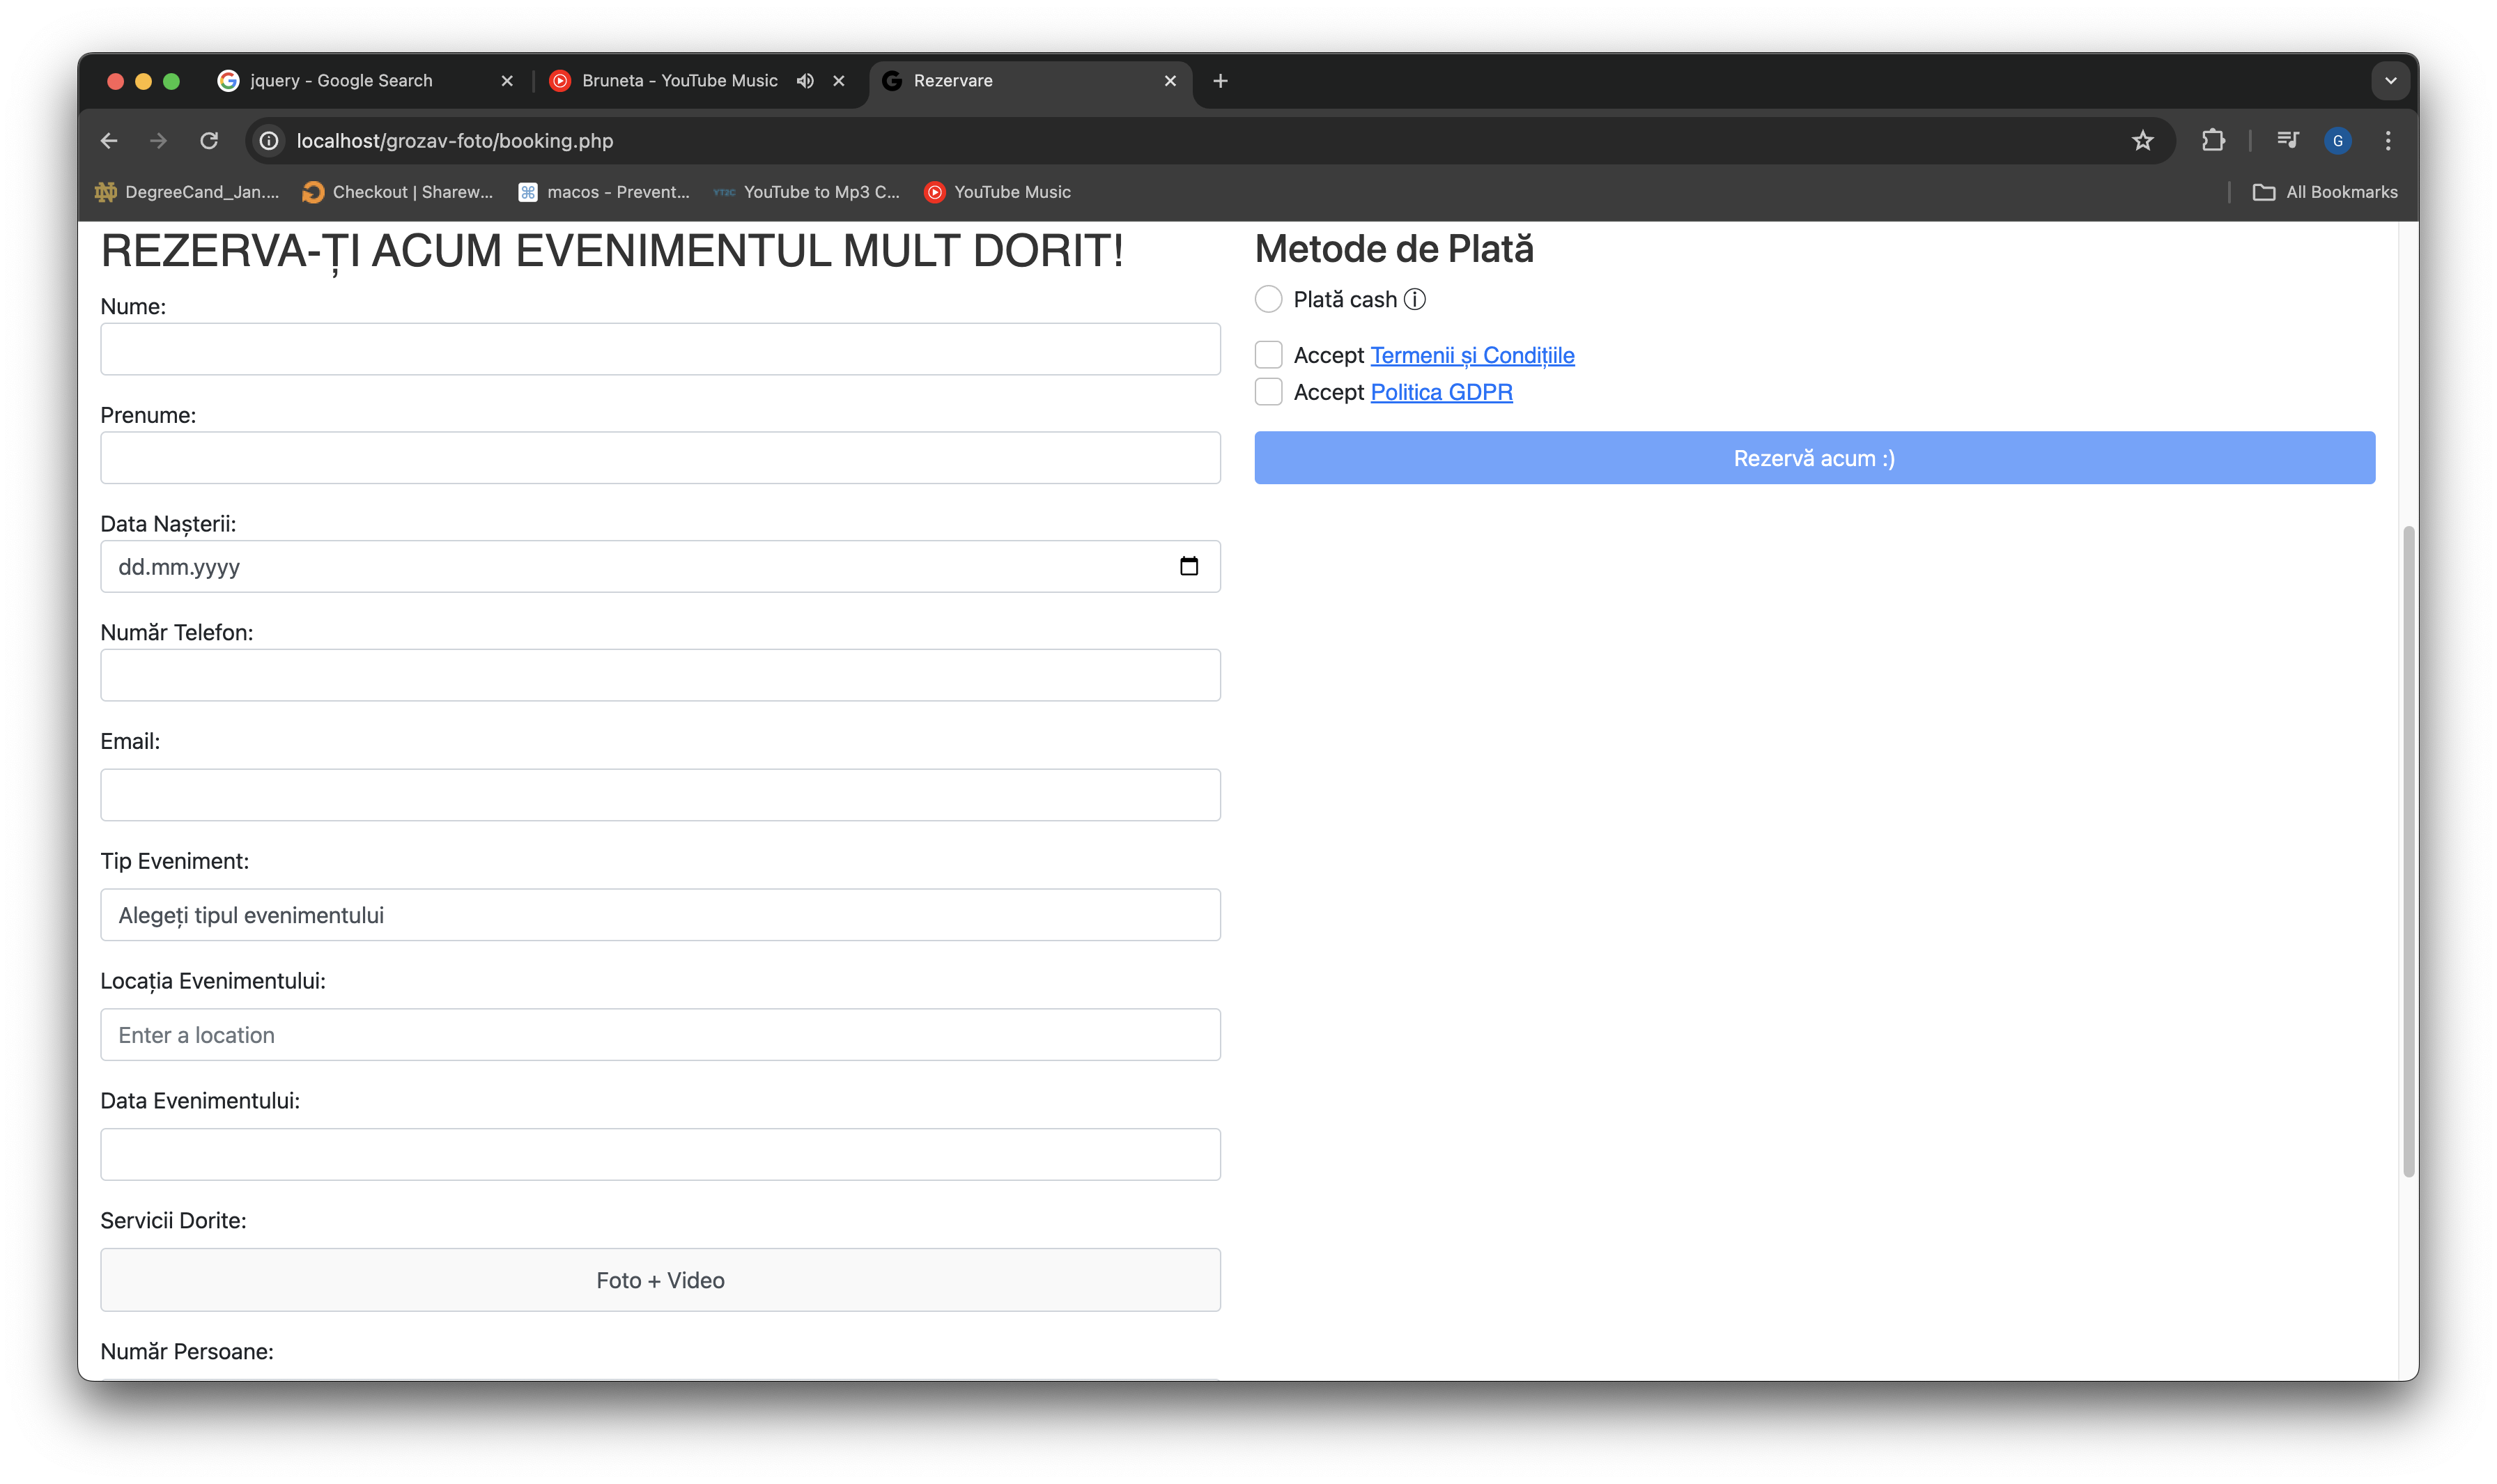 jquery - Google Search
Bruneta - YouTube Music
Rezervare
localhost/grozav-foto/booking.php
G
DegreeCand_Jan....
Checkout | Sharew...
macos - Prevent...
YT2C YouTube to Mp3 C...
YouTube Music
All Bookmarks
REZERVA-ȚI ACUM EVENIMENTUL MULT DORIT!
Nume:
Prenume:
Data Nașterii:
dd.mm.yyyy
Număr Telefon:
Email:
Tip Eveniment:
Alegeți tipul evenimentului
Locația Evenimentului:
Enter a location
Data Evenimentului:
Servicii Dorite:
Foto + Video
Număr Persoane:
Metode de Plată
Plată cash
Accept Termenii și Condițiile
Accept Politica GDPR
Rezervă acum :)